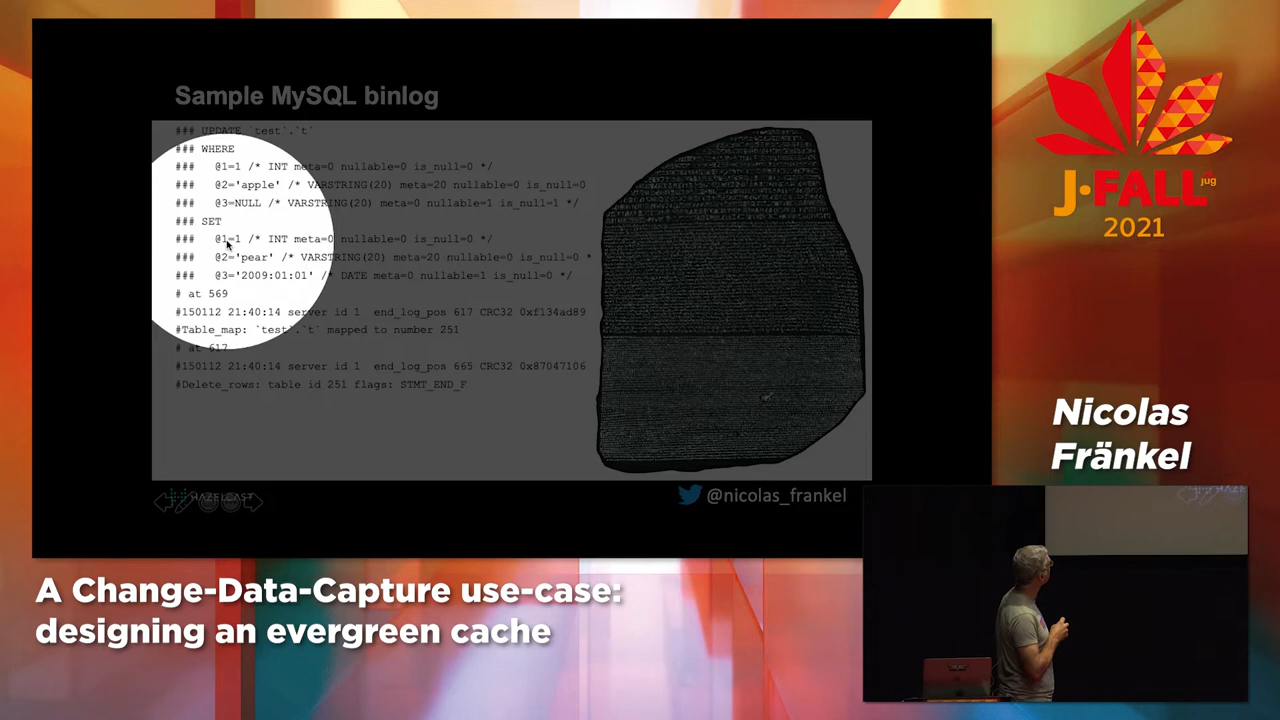 Sample MySQL binlog
### UPDATE `test`.`t`
### WHERE
### @1=1 /* INT meta=0 nullable=0 is_null=0 */
### @2='apple' /* VARSTRING(20) meta=20 nullable=0 is_null=0
### @3=NULL /* VARSTRING(20) meta=0 nullable=1 is_null=1 */
### SET
### @1=1 /* INT meta=0 nullable=0 is_null=0 */
### @2='pear' /* VARSTRING(20) meta=20 nullable=0 is_null=0 *
### @3='2009:01:01' /* DATE meta=0 nullable=1 is_null=0 */
# at 569
#150112 21:40:14 server id 1 end_log_pos 617 CRC32 0xf134ad89
#Table_map: `test`.`t` mapped to number 251
# at 617
#150112 21:40:14 server id 1 end_log_pos 665 CRC32 0x87047106
#Delete_rows: table id 251 flags: STMT_END_F
HAZELCAST
@nicolas_frankel
J•FALL
jug
2021
Nicolas
Fränkel
A Change-Data-Capture use-case:
designing an evergreen cache